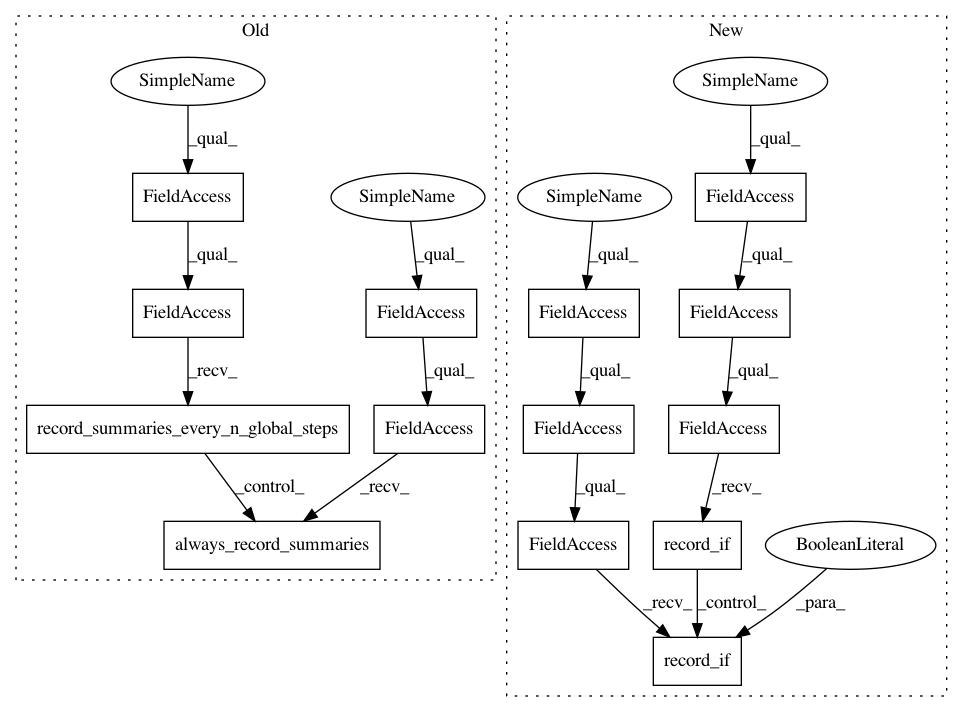 Old
New
SimpleName
SimpleName
_qual_
_qual_
FieldAccess
SimpleName
SimpleName
FieldAccess
_qual_
_qual_
_qual_
_qual_
FieldAccess
FieldAccess
FieldAccess
FieldAccess
_recv_
_qual_
_qual_
_qual_
record_summaries_every_n_global_steps
FieldAccess
FieldAccess
FieldAccess
_control_
_recv_
_qual_
_recv_
always_record_summaries
FieldAccess
record_if
BooleanLiteral
_recv_
_control_
_para_
record_if